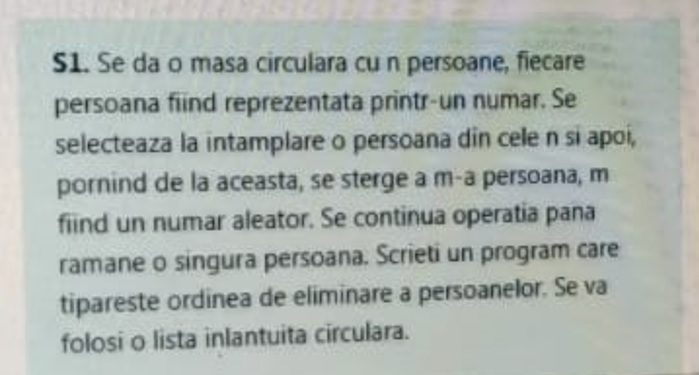 S1. Se da o masa circulara cu n persoane, fiecare
persoana fiind reprezentata printr-un numar. Se
selecteaza la intamplare o persoana din cele n si apoi,
pornind de la aceasta, se sterge a m-a persoana, m
fiind un numar aleator. Se continua operatia pana
ramane o singura persoana. Scrieti un program care
tipareste ordinea de eliminare a persoanelor. Se va
folosi o lista inlantuita circulara.